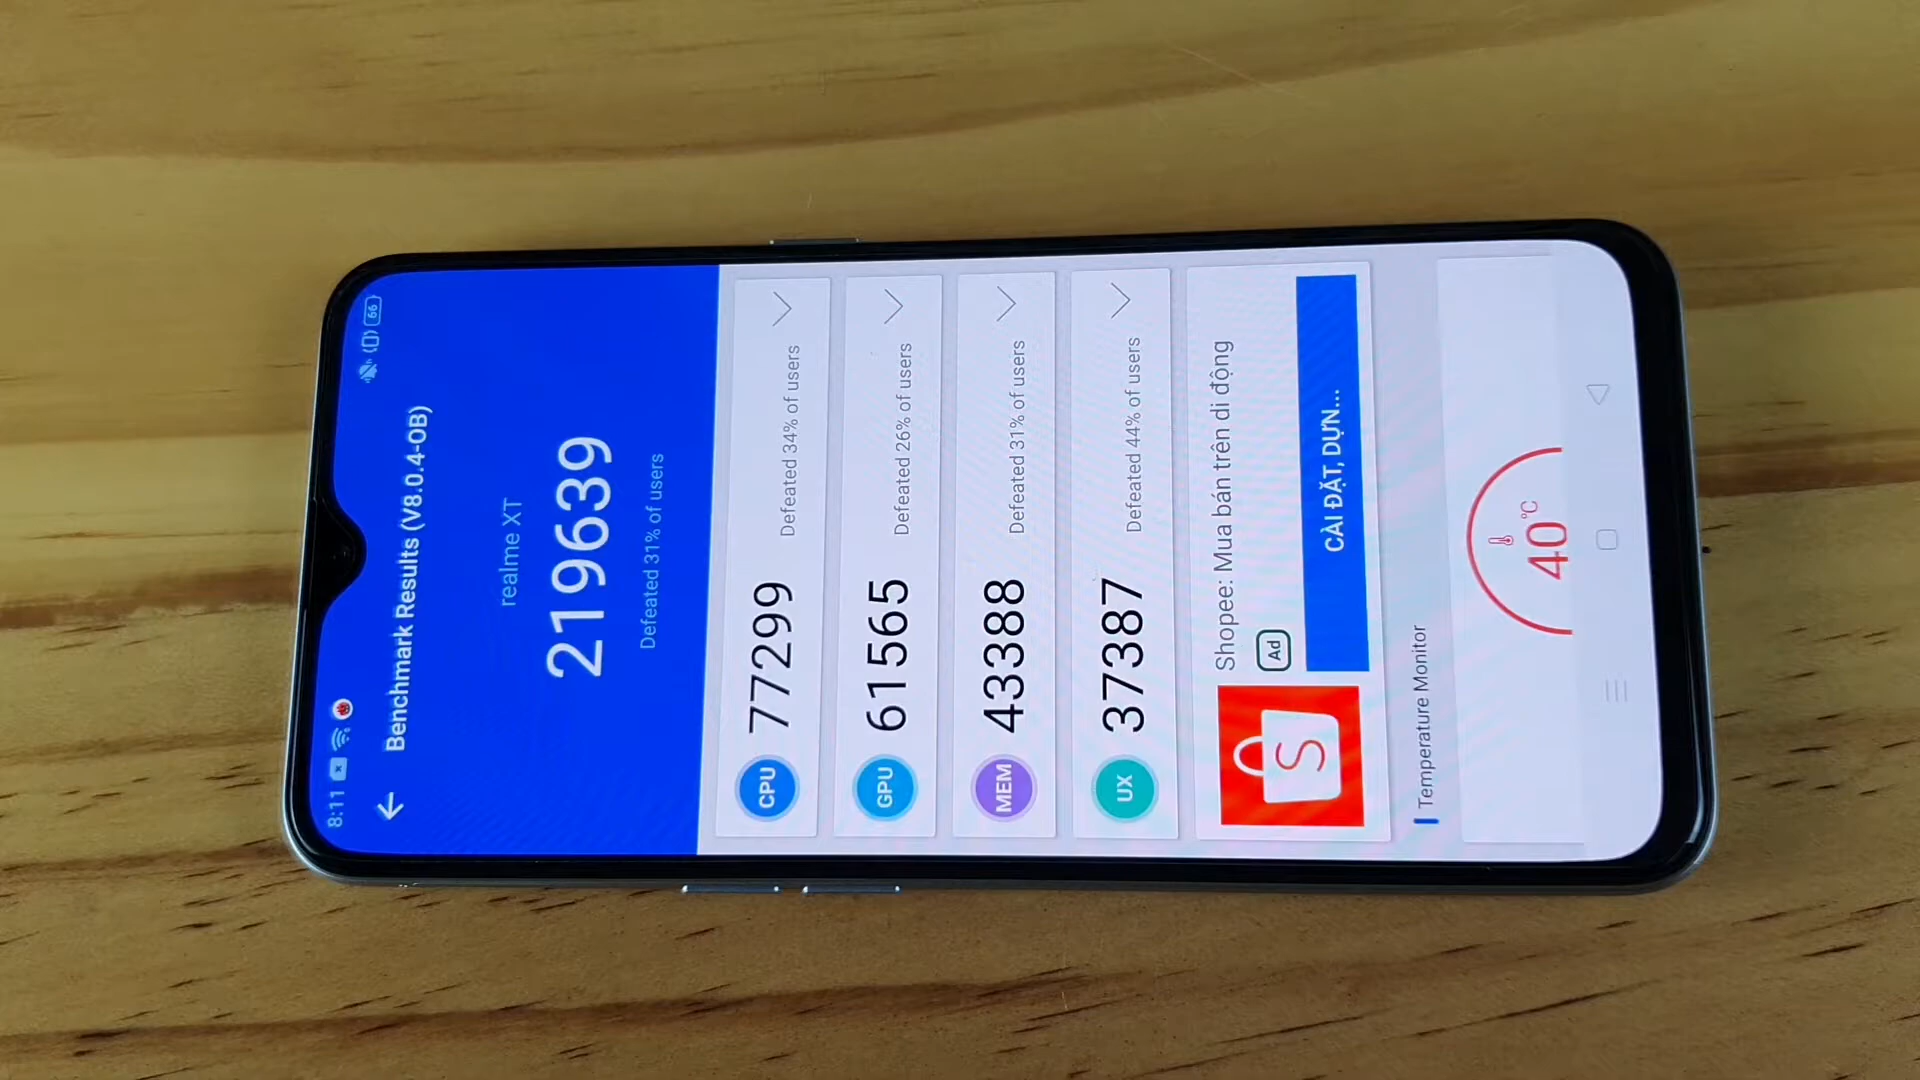 8:11
66
Benchmark Results (V8.0.4-OB)
realme XT
219639
Defeated 31% of users
CPU 77299 Defeated 34% of users
GPU 61565 Defeated 26% of users
MEM 43388 Defeated 31% of users
UX 37387 Defeated 44% of users
Shopee: Mua bán trên di động
Ad
CÀI ĐẶT, DỰN...
Temperature Monitor
40°C